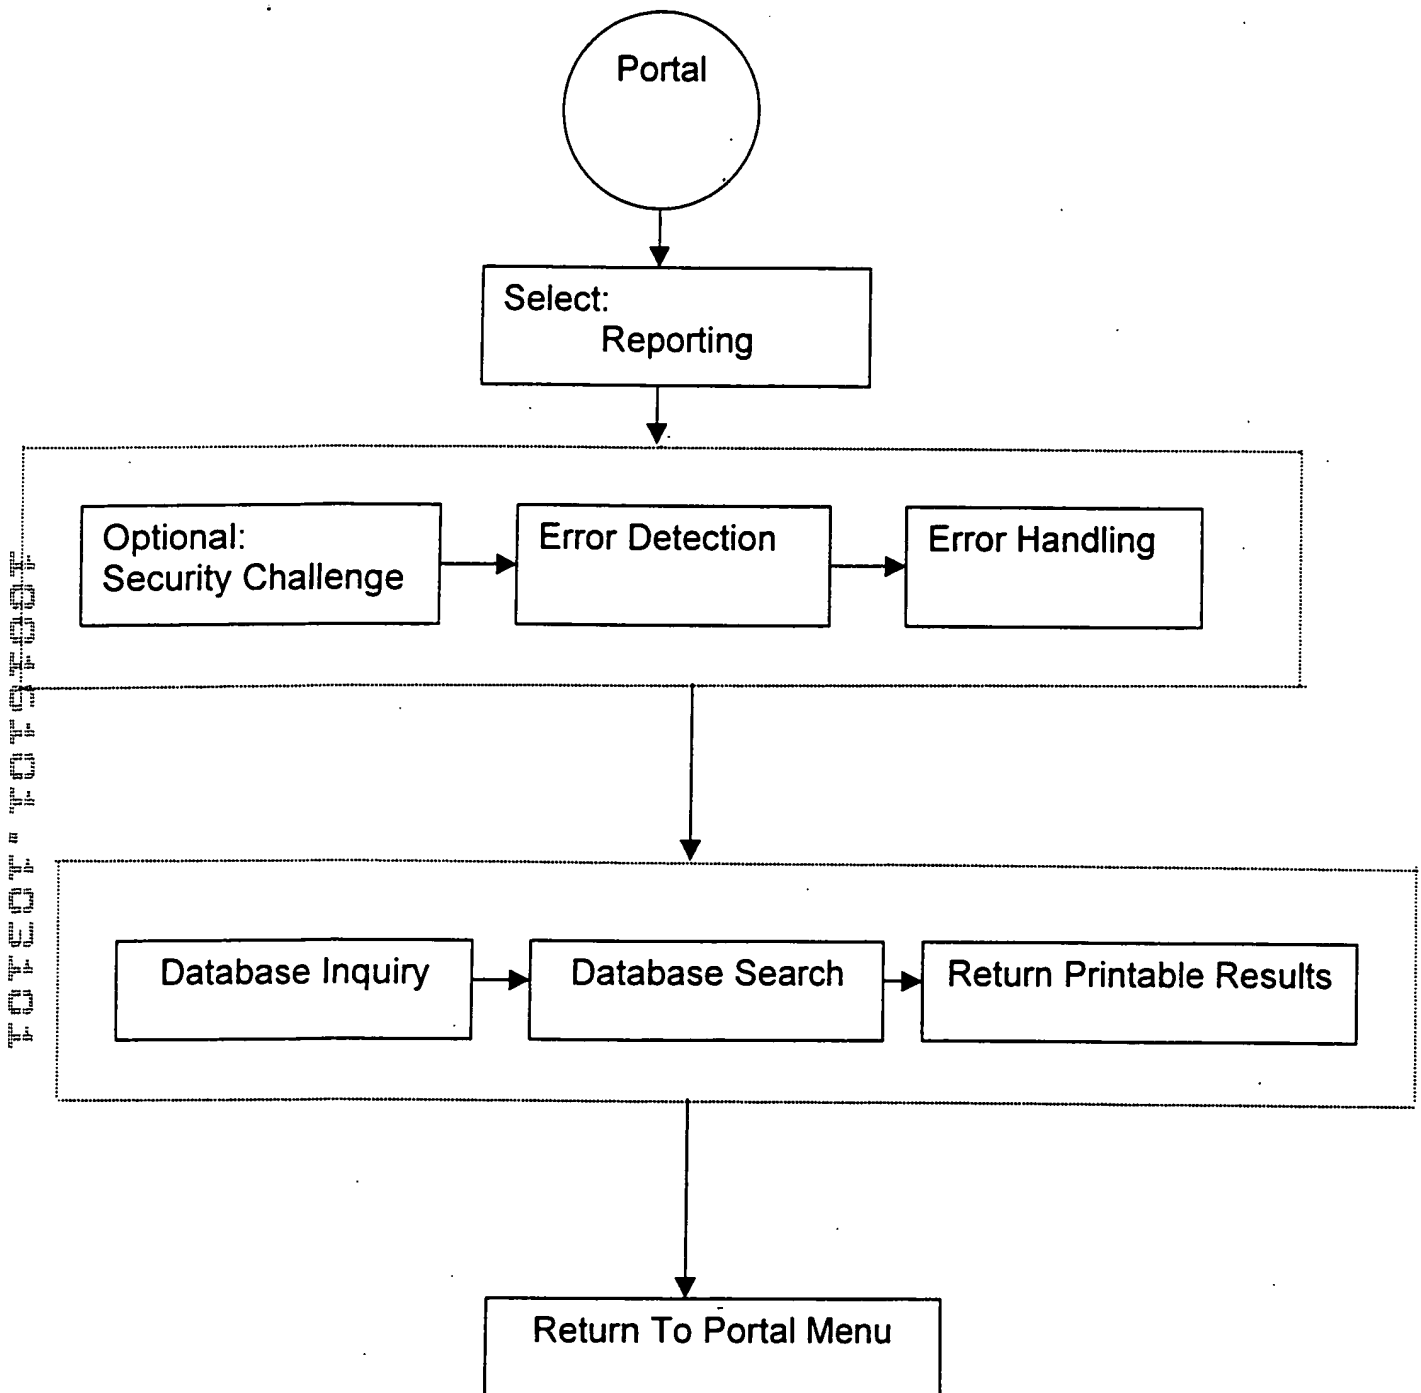 Portal
Select:
Reporting
Optional:
Security Challenge
Error Detection
Error Handling
Database Inquiry
Database Search
Return Printable Results
Return To Portal Menu